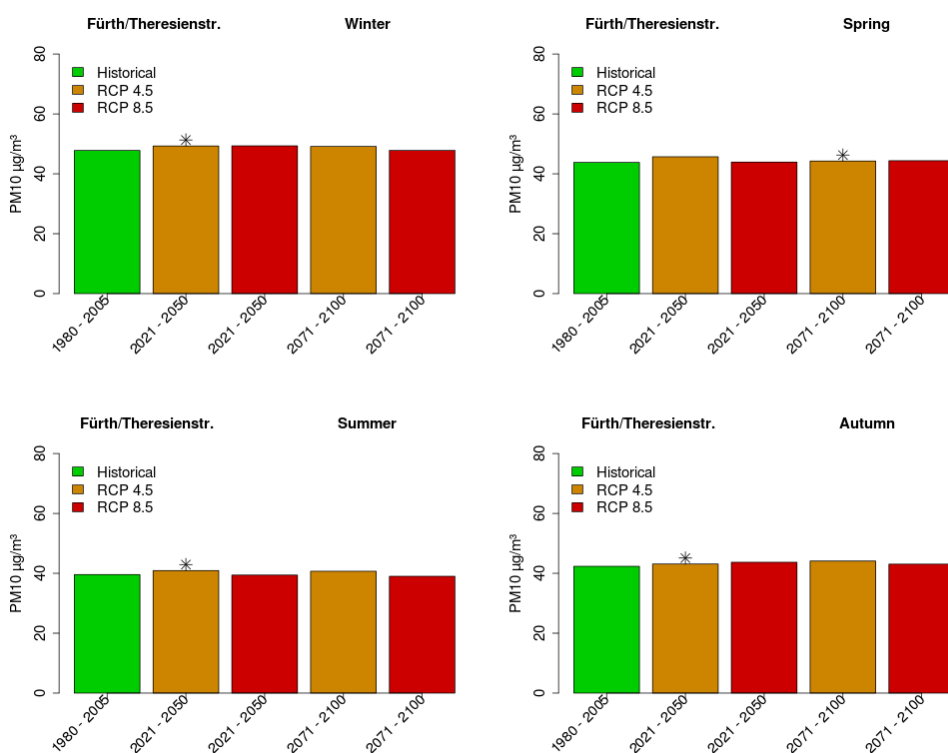 Fürth/Theresienstr. Winter
80
60
40
20
0
PM10 µg/m³
Historical
RCP 4.5
RCP 8.5
*
1980 - 2005
2021 - 2050
2021 - 2050
2071 - 2100
2071 - 2100
Fürth/Theresienstr. Spring
80
60
40
20
0
PM10 µg/m³
Historical
RCP 4.5
RCP 8.5
*
1980 - 2005
2021 - 2050
2021 - 2050
2071 - 2100
2071 - 2100
Fürth/Theresienstr. Summer
80
60
40
20
0
PM10 µg/m³
Historical
RCP 4.5
RCP 8.5
*
1980 - 2005
2021 - 2050
2021 - 2050
2071 - 2100
2071 - 2100
Fürth/Theresienstr. Autumn
80
60
40
20
0
PM10 µg/m³
Historical
RCP 4.5
RCP 8.5
*
1980 - 2005
2021 - 2050
2021 - 2050
2071 - 2100
2071 - 2100